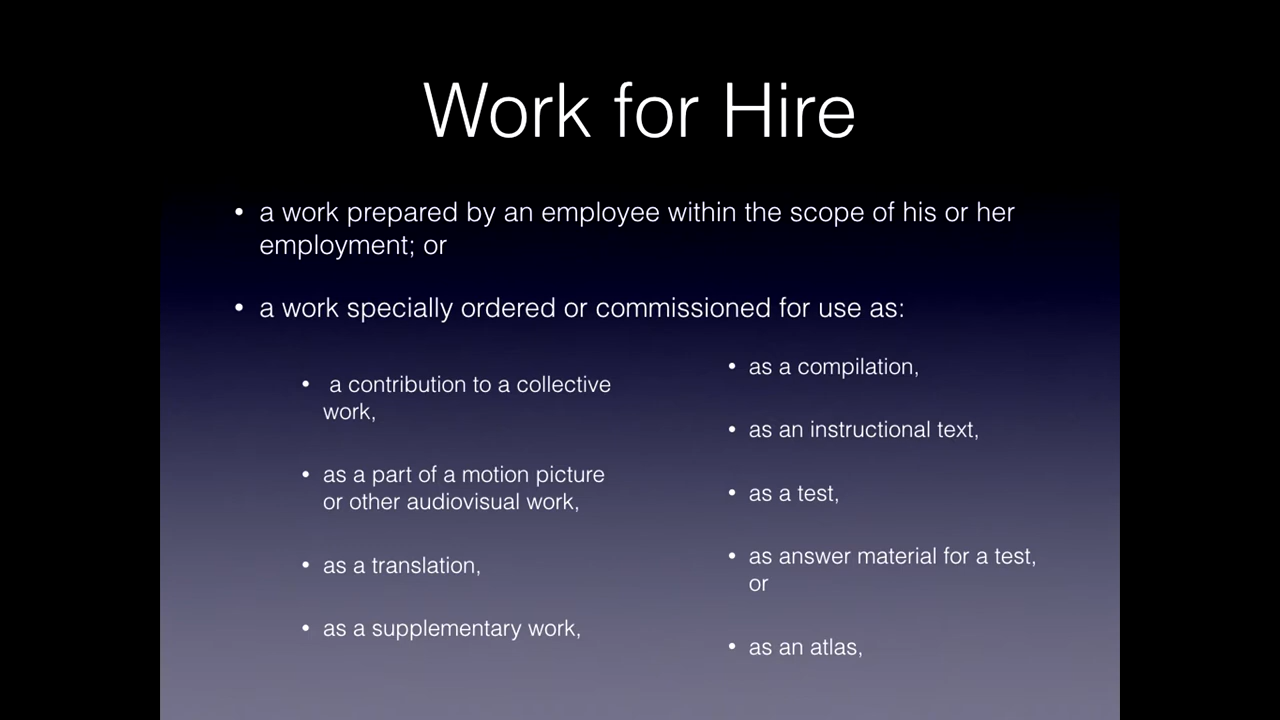 Work for Hire
• a work prepared by an employee within the scope of his or her
employment; or
• a work specially ordered or commissioned for use as:
• a contribution to a collective
work,
• as a part of a motion picture
or other audiovisual work,
• as a translation,
• as a supplementary work,
• as a compilation,
• as an instructional text,
• as a test,
• as answer material for a test,
or
• as an atlas,